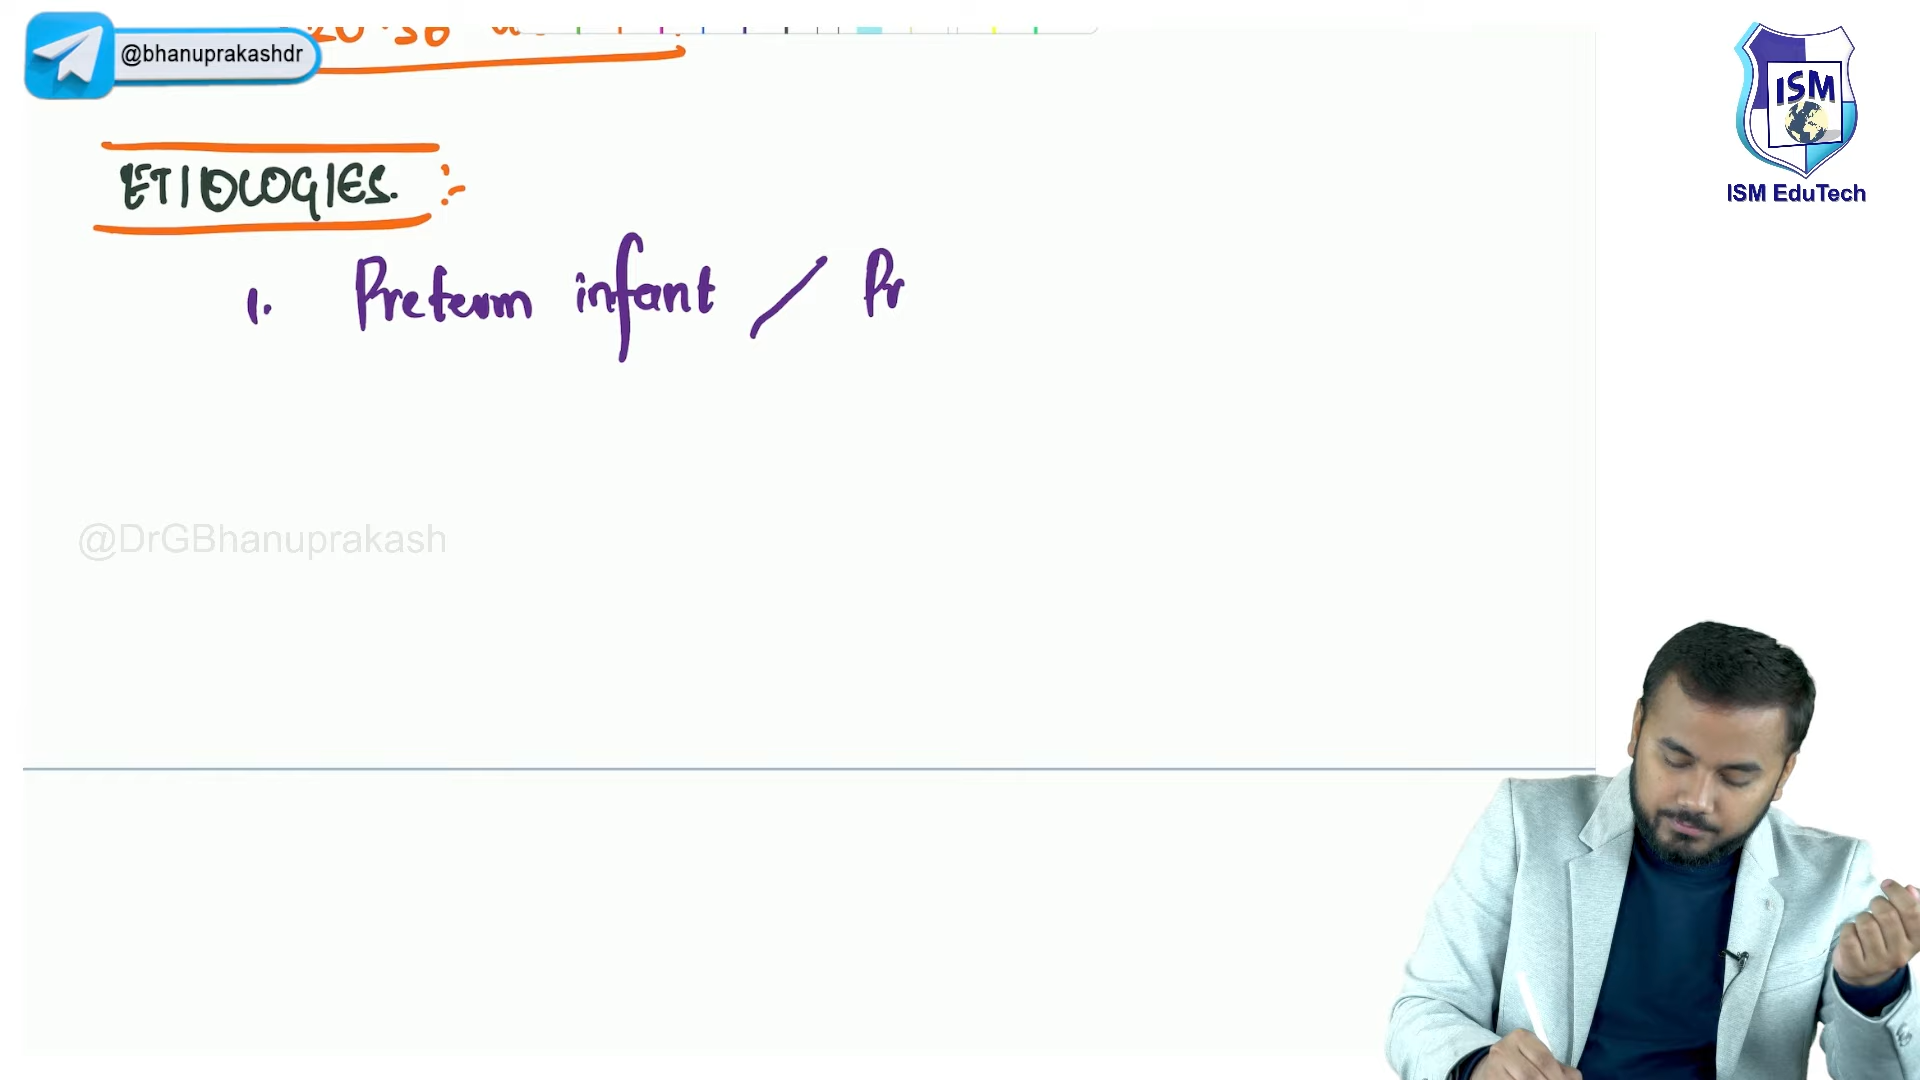 @bhanuprakashdr
ISM
ISM EduTech
ETIOLOGIES. :-
1. Preterm infant / Pr
@DrGBhanuprakash